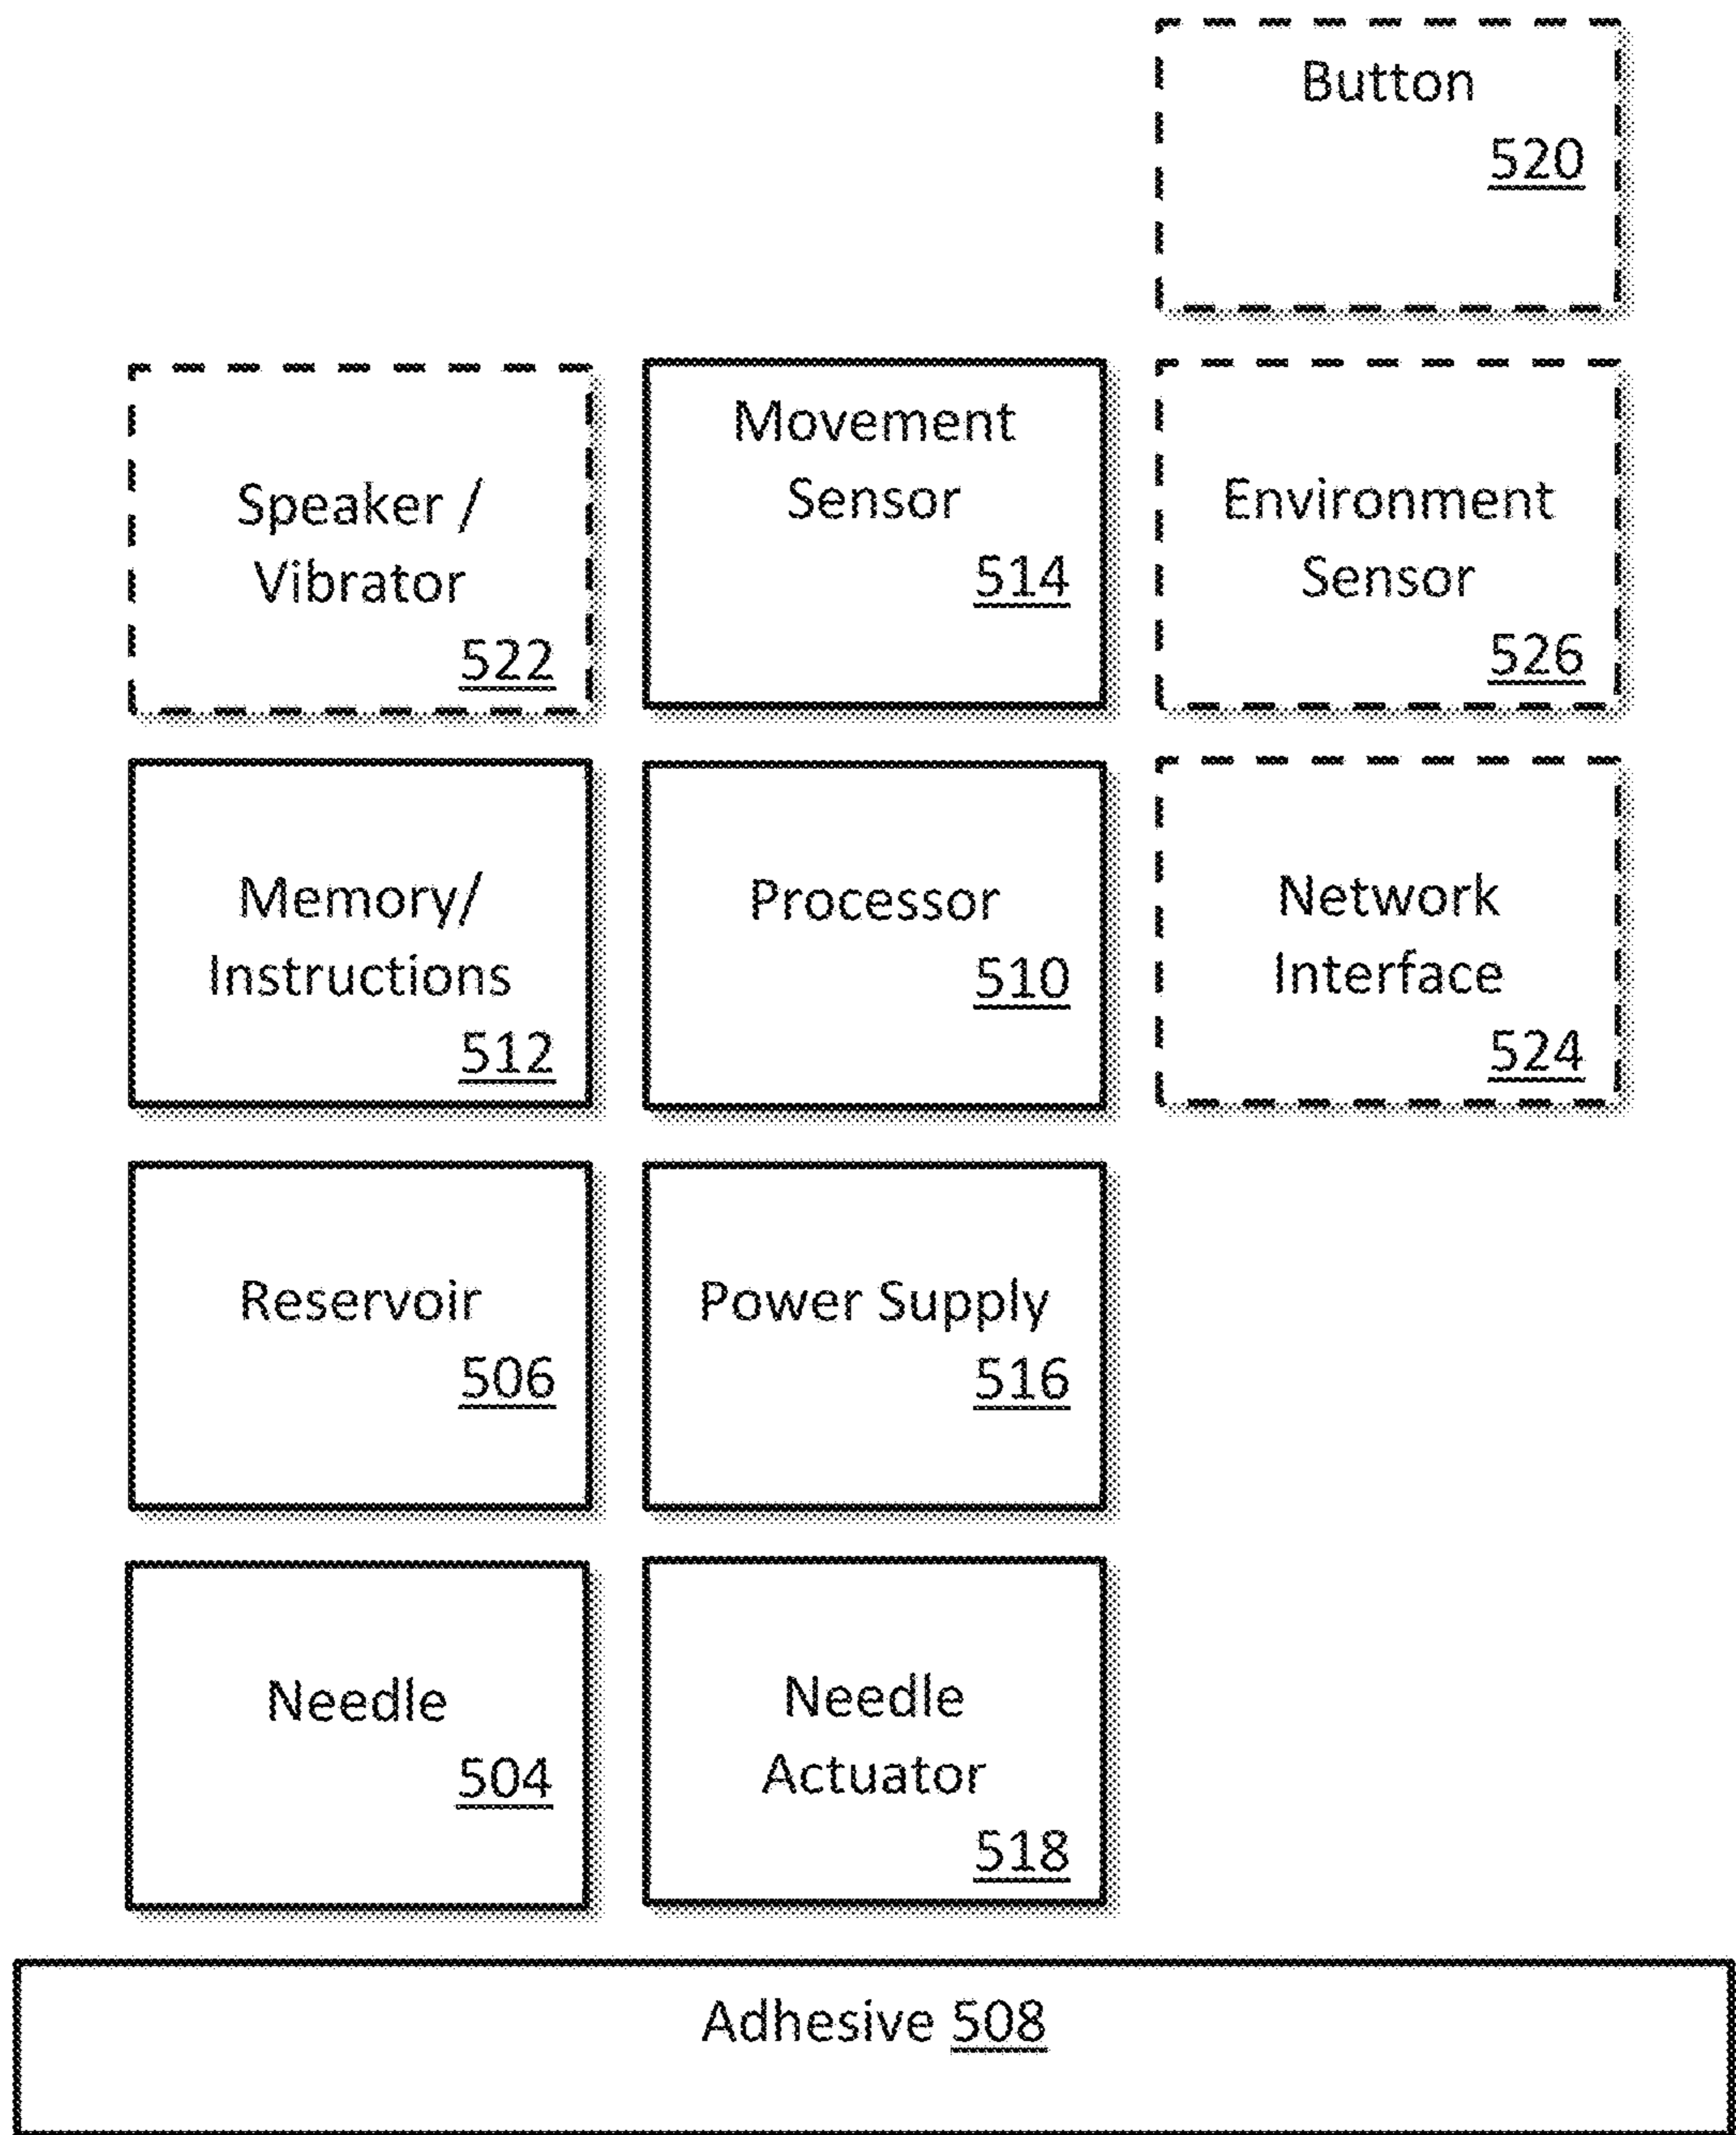 Button
520
Speaker /
Vibrator
522
Movement
Sensor
514
Environment
Sensor
526
Memory/
Instructions
512
Processor
510
Network
Interface
524
Reservoir
506
Power Supply
516
Needle
504
Needle
Actuator
518
Adhesive 508